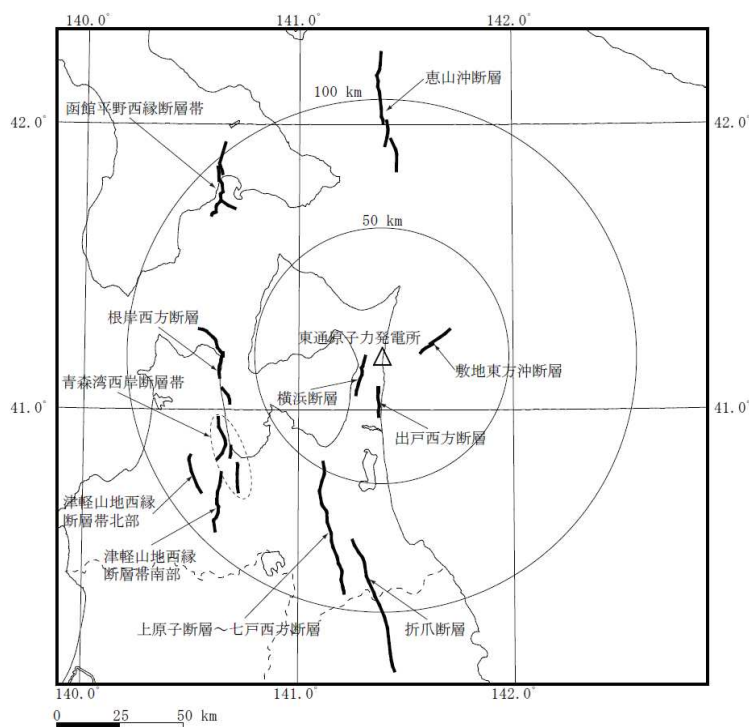 140.0°
141.0°
142.0°
恵山沖断層
100 km
函館平野西縁断層帯
42.0°
42.0°
50 km
根岸西方断層
東通原子力発電所
青森湾西岸断層帯
敷地東方沖断層
横浜断層
41.0°
41.0°
出戸西方断層
津軽山地西縁
断層帯北部
津軽山地西縁
断層帯南部
上原子断層～七戸西方断層
折爪断層
140.0°
141.0°
142.0°
0 25 50 km